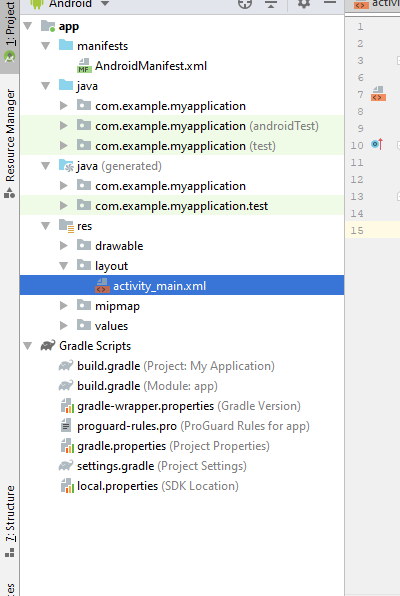 Android
activity
1: Project
Resource Manager
7: Structure
app
manifests
AndroidManifest.xml
java
com.example.myapplication
com.example.myapplication (androidTest)
com.example.myapplication (test)
java (generated)
com.example.myapplication
com.example.myapplication.test
res
drawable
layout
activity_main.xml
mipmap
values
Gradle Scripts
build.gradle (Project: My Application)
build.gradle (Module: app)
gradle-wrapper.properties (Gradle Version)
proguard-rules.pro (ProGuard Rules for app)
gradle.properties (Project Properties)
settings.gradle (Project Settings)
local.properties (SDK Location)
1
2
3
6
7
8
9
10
11
12
13
14
15